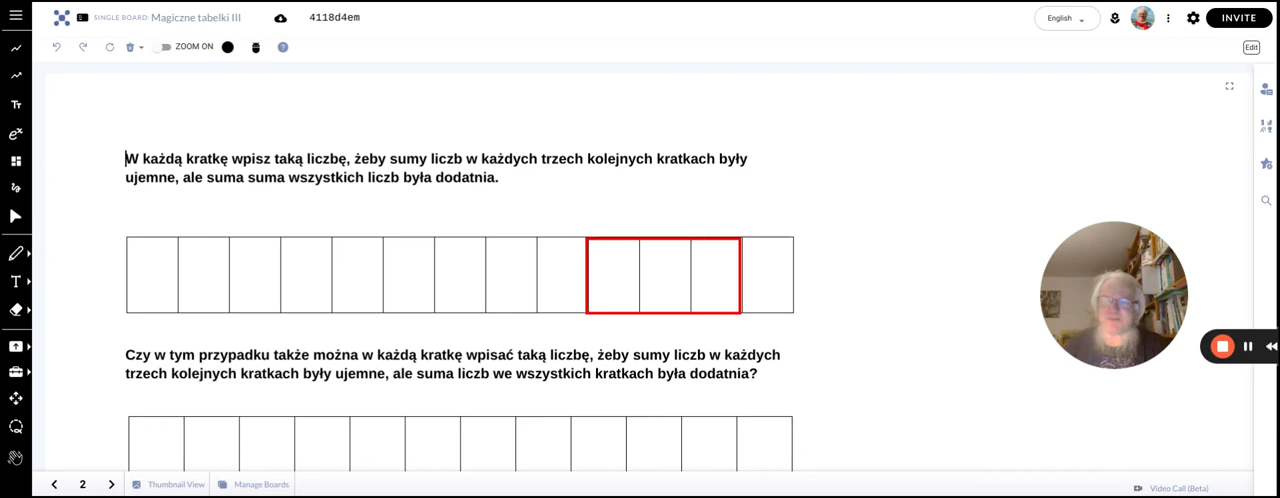 SINGLE BOARD: Magiczne tabelki III
4118d4em
English
INVITE
ZOOM ON
Edit
W każdą kratkę wpisz taką liczbę, żeby sumy liczb w każdych trzech kolejnych kratkach były
ujemne, ale suma suma wszystkich liczb była dodatnia.
Czy w tym przypadku także można w każdą kratkę wpisać taką liczbę, żeby sumy liczb w każdych
trzech kolejnych kratkach były ujemne, ale suma liczb we wszystkich kratkach była dodatnia?
2
Thumbnail View
Manage Boards
Video Call (Beta)